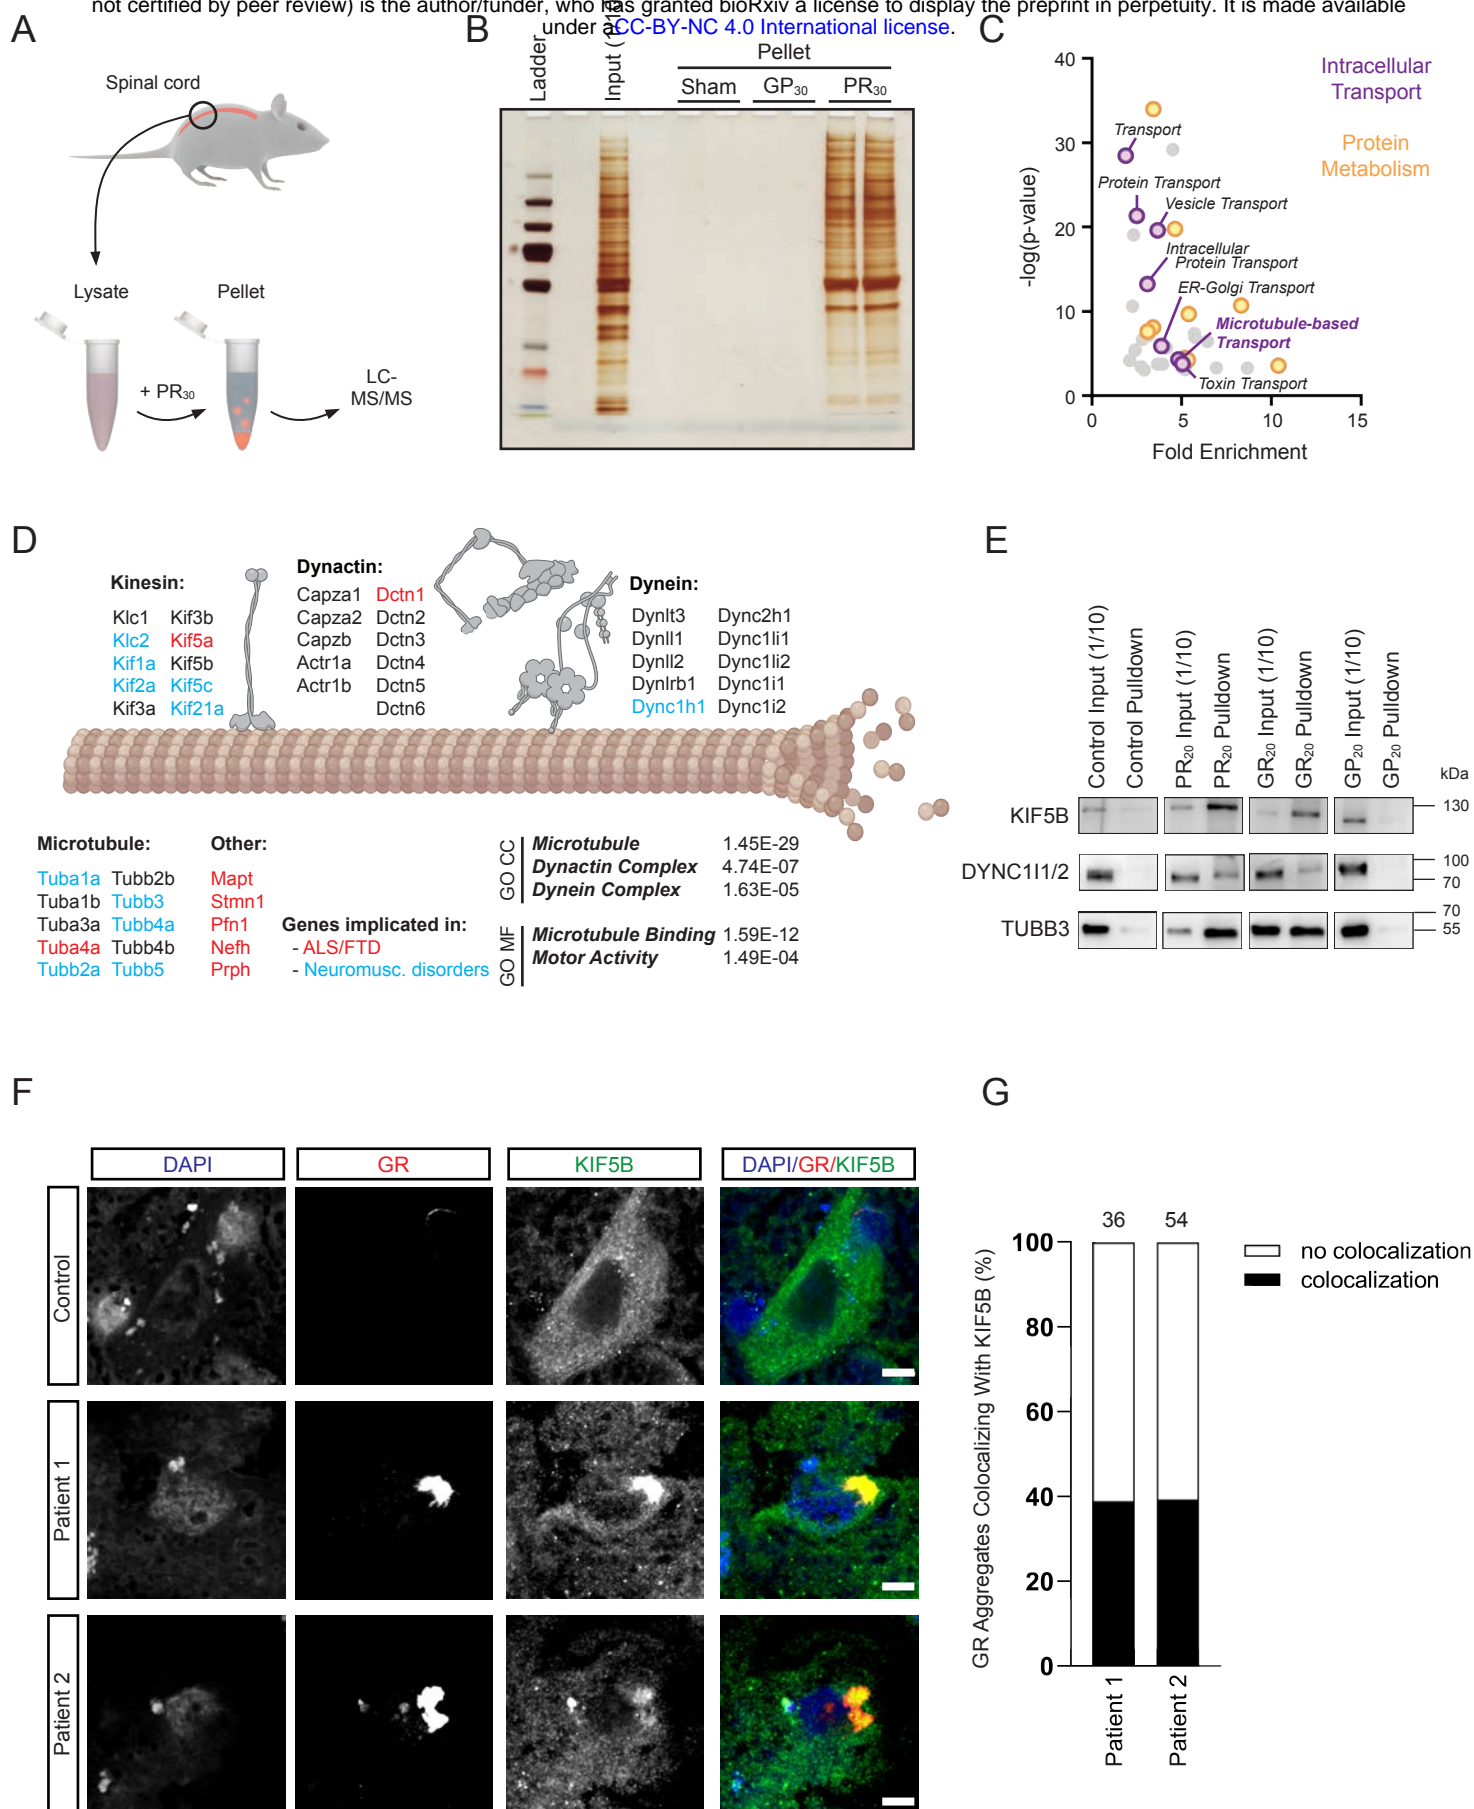 not certified by peer review) is the author/funder, who has granted bioRxiv a license to display the preprint in perpetuity. It is made available
under aCC-BY-NC 4.0 International license.
A
Spinal cord
Lysate
Pellet
+ PR30
LC-
MS/MS
B
Ladder
Input (1/10)
Pellet
Sham
GP30
PR30
C
Intracellular
Transport
Protein
Metabolism
-log(p-value)
40
30
20
10
0
Transport
Protein Transport
Vesicle Transport
Intracellular
Protein Transport
ER-Golgi Transport
Microtubule-based
Transport
Toxin Transport
0 5 10 15
Fold Enrichment
D
Kinesin:
Klc1 Kif3b
Klc2 Kif5a
Kif1a Kif5b
Kif2a Kif5c
Kif3a Kif21a
Dynactin:
Capza1 Dctn1
Capza2 Dctn2
Capzb Dctn3
Actr1a Dctn4
Actr1b Dctn5
Dctn6
Dynein:
Dynlt3 Dync2h1
Dynll1 Dync1li1
Dynll2 Dync1li2
Dynlrb1 Dync1i1
Dync1h1 Dync1i2
Microtubule:
Tuba1a Tubb2b
Tuba1b Tubb3
Tuba3a Tubb4a
Tuba4a Tubb4b
Tubb2a Tubb5
Other:
Mapt
Stmn1
Pfn1
Nefh
Prph
Genes implicated in:
- ALS/FTD
- Neuromusc. disorders
GO CC
Microtubule 1.45E-29
Dynactin Complex 4.74E-07
Dynein Complex 1.63E-05
GO MF
Microtubule Binding 1.59E-12
Motor Activity 1.49E-04
E
Control Input (1/10)
Control Pulldown
PR20 Input (1/10)
PR20 Pulldown
GR20 Input (1/10)
GR20 Pulldown
GP20 Input (1/10)
GP20 Pulldown
kDa
KIF5B
130
DYNC1I1/2
100
70
TUBB3
70
55
F
DAPI
GR
KIF5B
DAPI/GR/KIF5B
Control
Patient 1
Patient 2
G
GR Aggregates Colocalizing With KIF5B (%)
36 54
100
80
60
40
20
0
no colocalization
colocalization
Patient 1
Patient 2